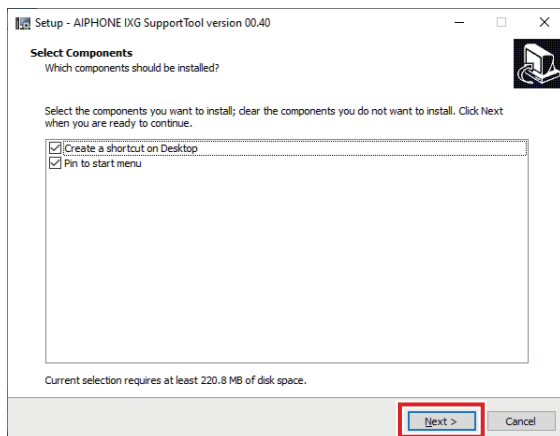 Setup - AIPHONE IXG SupportTool version 00.40
Select Components
Which components should be installed?
Select the components you want to install; clear the components you do not want to install. Click Next
when you are ready to continue.
Create a shortcut on Desktop
Pin to start menu
Current selection requires at least 220.8 MB of disk space.
Next >
Cancel